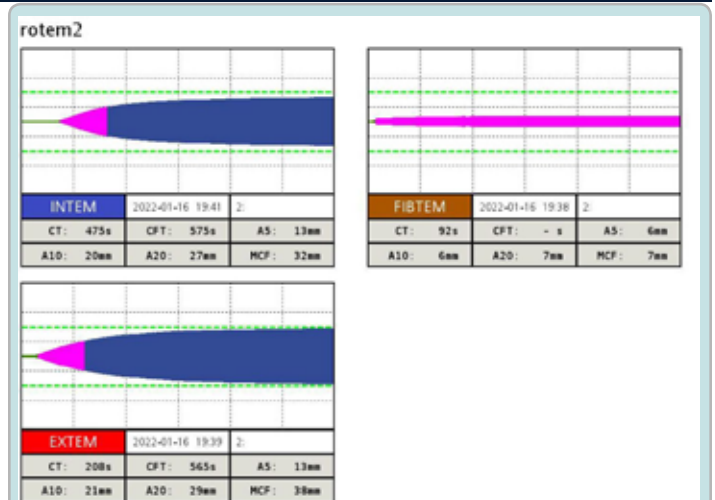 rotem2
INTEM 2022-01-16 19:41 2:
CT: 475s CFT: 575s A5: 13mm
A10: 20mm A20: 27mm MCF: 32mm
FIBTEM 2022-01-16 19:38 2:
CT: 92s CFT: - s A5: 6mm
A10: 6mm A20: 7mm MCF: 7mm
EXTEM 2022-01-16 19:39 2:
CT: 208s CFT: 565s A5: 13mm
A10: 21mm A20: 29mm MCF: 38mm